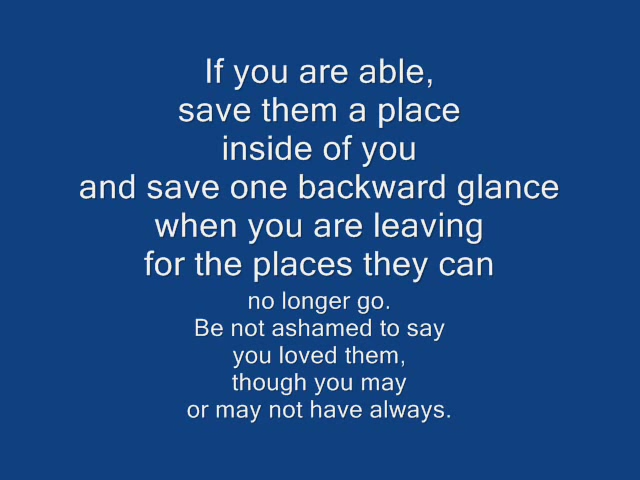 If you are able,
save them a place
inside of you
and save one backward glance
when you are leaving
for the places they can
no longer go.
Be not ashamed to say
you loved them,
though you may
or may not have always.